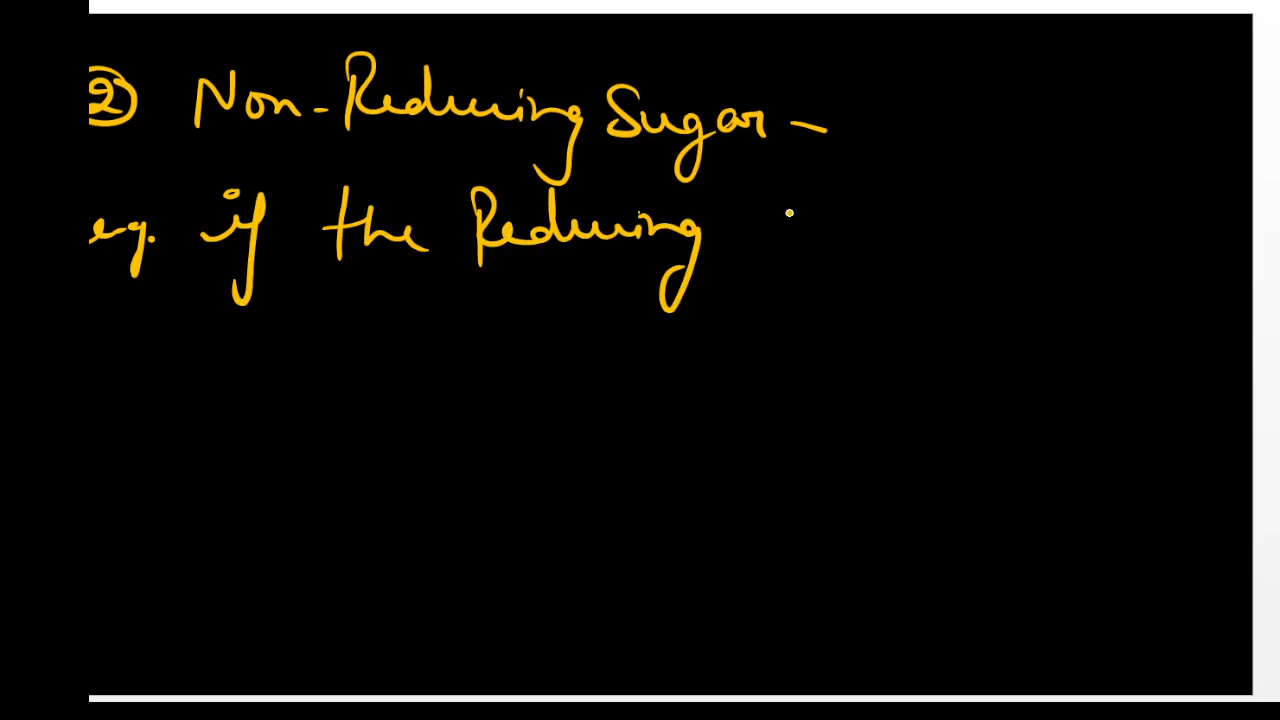 ② Non-Reducing Sugar -
eg. if the Reducing